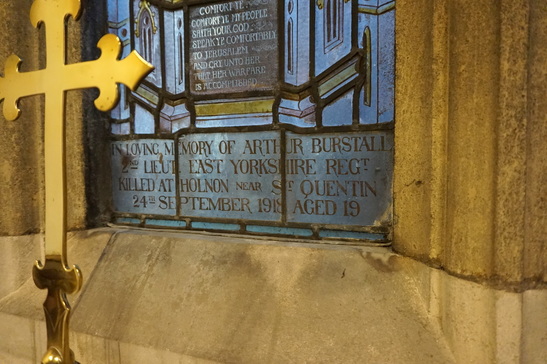 COMFORT YE,
COMFORT YE MY PEOPLE,
SAITH YOUR GOD.
SPEAK YE COMFORTABLY
TO JERUSALEM
AND CRY UNTO HER
THAT HER WARFARE
IS ACCOMPLISHED
IN LOVING MEMORY OF ARTHUR BURSTALL
2ND LIEUT EAST YORKSHIRE REGT.
KILLED AT HOLNON NEAR ST QUENTIN
24TH SEPTEMBER 1918 AGED 19